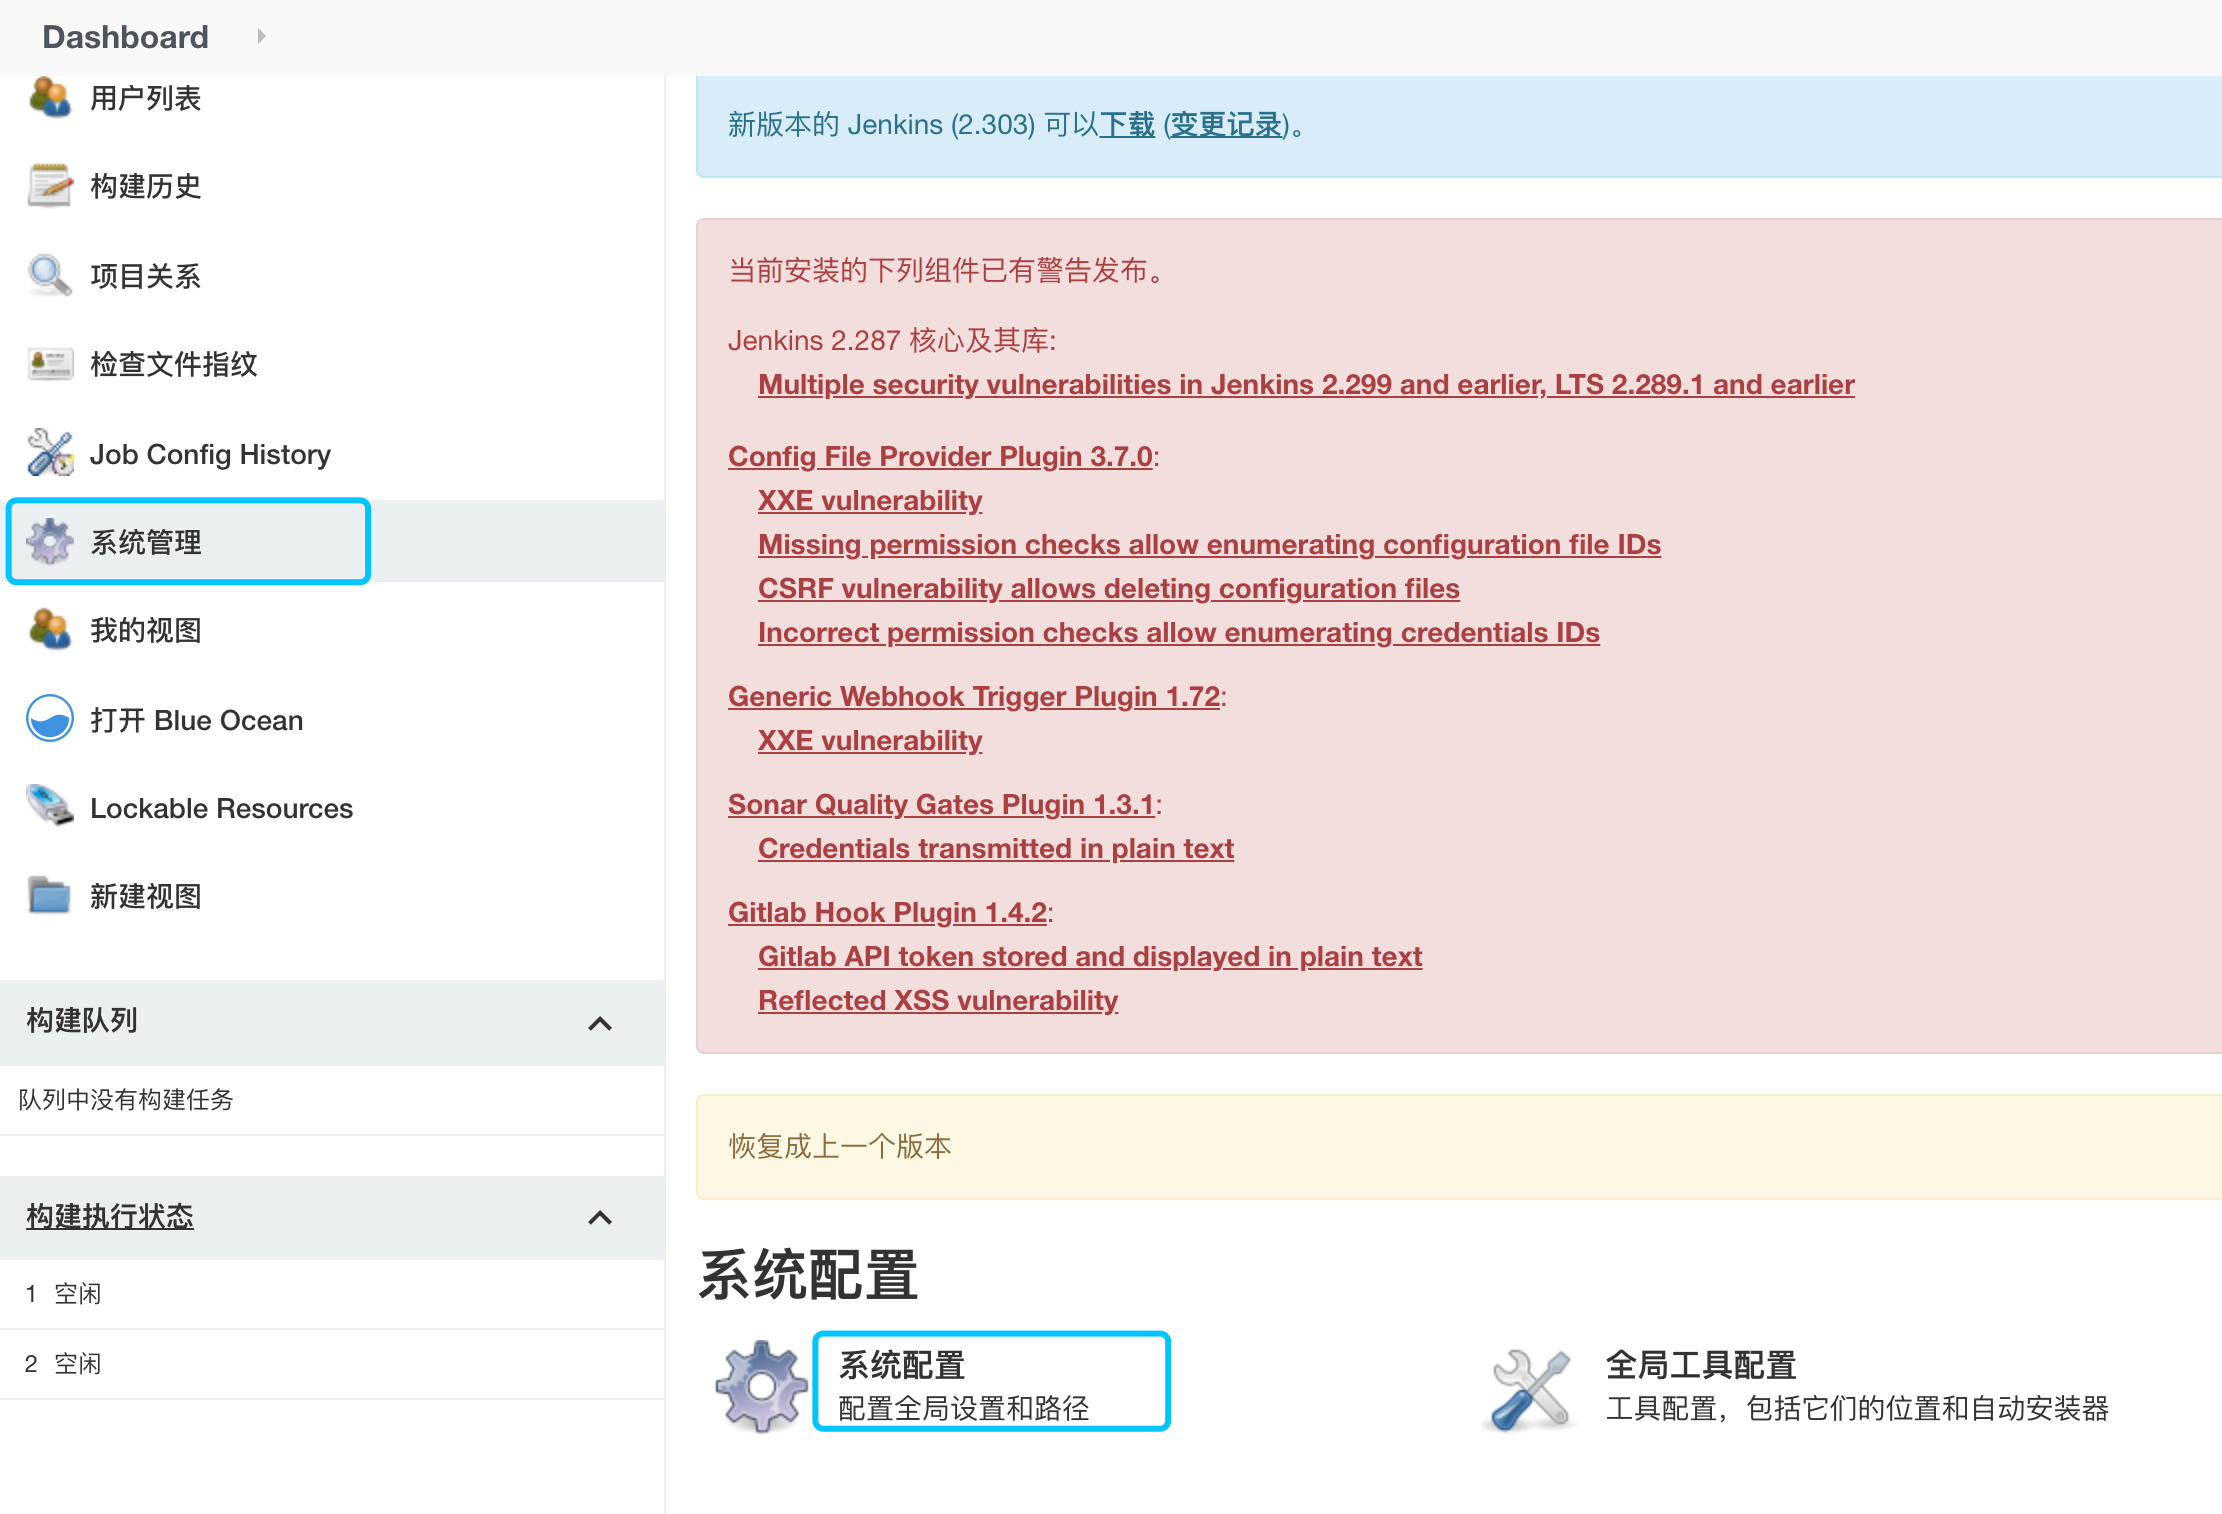 Dashboard
用户列表
构建历史
项目关系
检查文件指纹
Job Config History
系统管理
我的视图
打开 Blue Ocean
Lockable Resources
新建视图
构建队列
队列中没有构建任务
构建执行状态
1 空闲
2 空闲
新版本的 Jenkins (2.303) 可以下载 (变更记录)。
当前安装的下列组件已有警告发布。
Jenkins 2.287 核心及其库:
Multiple security vulnerabilities in Jenkins 2.299 and earlier, LTS 2.289.1 and earlier
Config File Provider Plugin 3.7.0:
XXE vulnerability
Missing permission checks allow enumerating configuration file IDs
CSRF vulnerability allows deleting configuration files
Incorrect permission checks allow enumerating credentials IDs
Generic Webhook Trigger Plugin 1.72:
XXE vulnerability
Sonar Quality Gates Plugin 1.3.1:
Credentials transmitted in plain text
Gitlab Hook Plugin 1.4.2:
Gitlab API token stored and displayed in plain text
Reflected XSS vulnerability
恢复成上一个版本
系统配置
系统配置
配置全局设置和路径
全局工具配置
工具配置，包括它们的位置和自动安装器